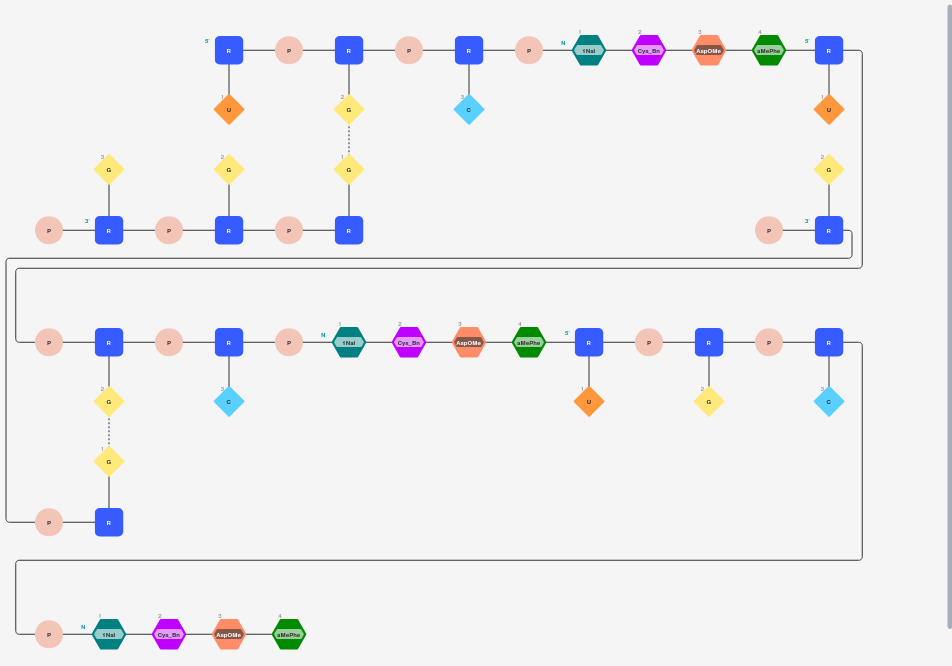 5' R P R P R P N 1 1Nal 2 Cys_Bn 3 AspOMe 4 aMePhe 5' R
1 U 2 G 3 C 1 U
3 G 2 G 1 G 2 G
P 3' R P R P R P 3' R
P R P R P N 1 1Nal 2 Cys_Bn 3 AspOMe 4 aMePhe 5' R P R P R
2 G 3 C 1 U 2 G 3 C
1 G
P R
P N 1 1Nal 2 Cys_Bn 3 AspOMe 4 aMePhe